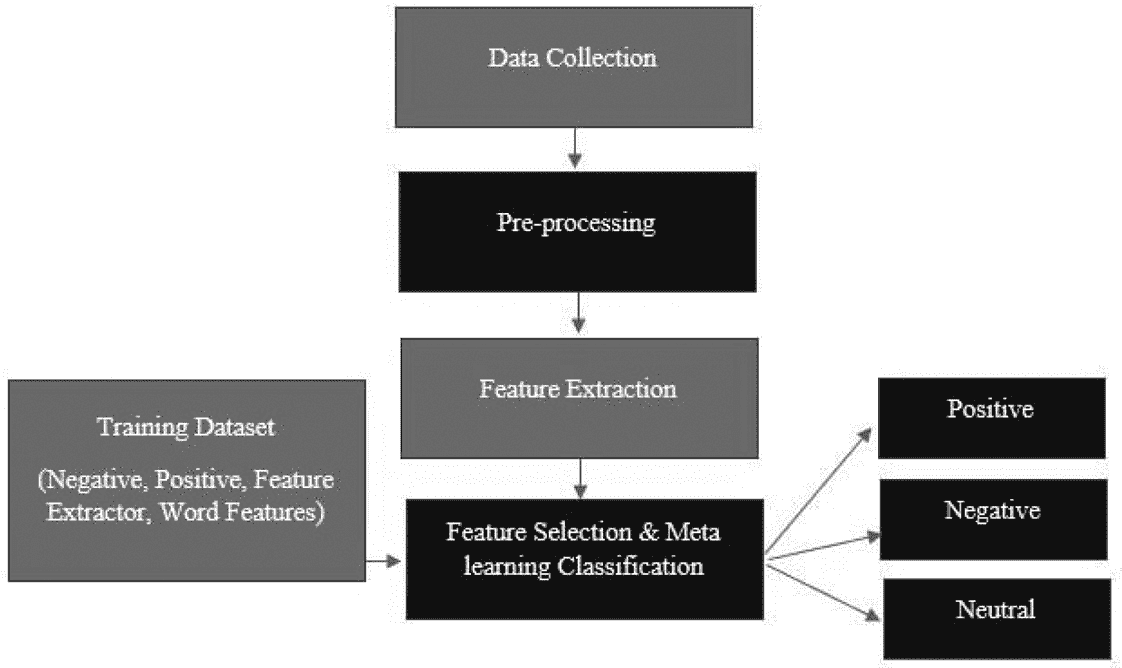 Data Collection
Pre-processing
Feature Extraction
Training Dataset
(Negative, Positive, Feature
Extractor, Word Features)
Feature Selection & Meta
learning Classification
Positive
Negative
Neutral